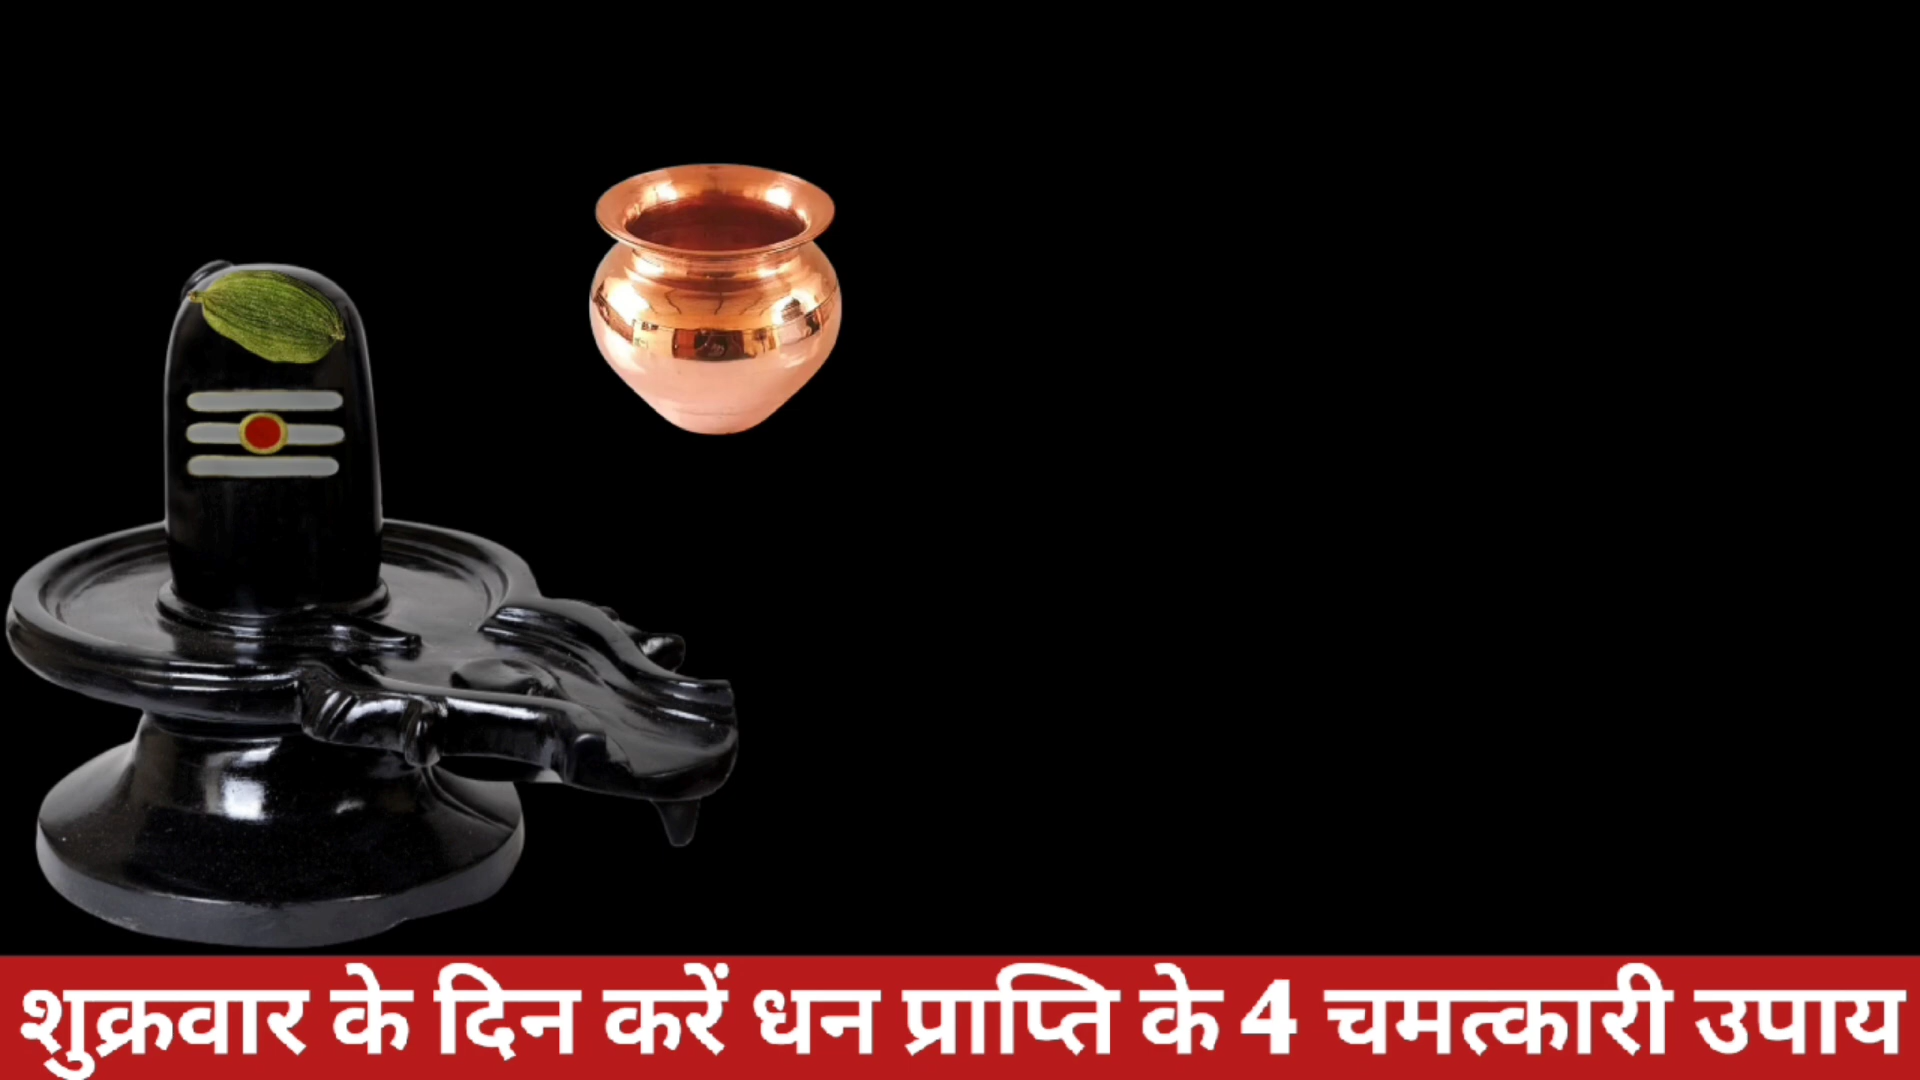 शुक्रवार के दिन करें धन प्राप्ति के 4 चमत्कारी उपाय